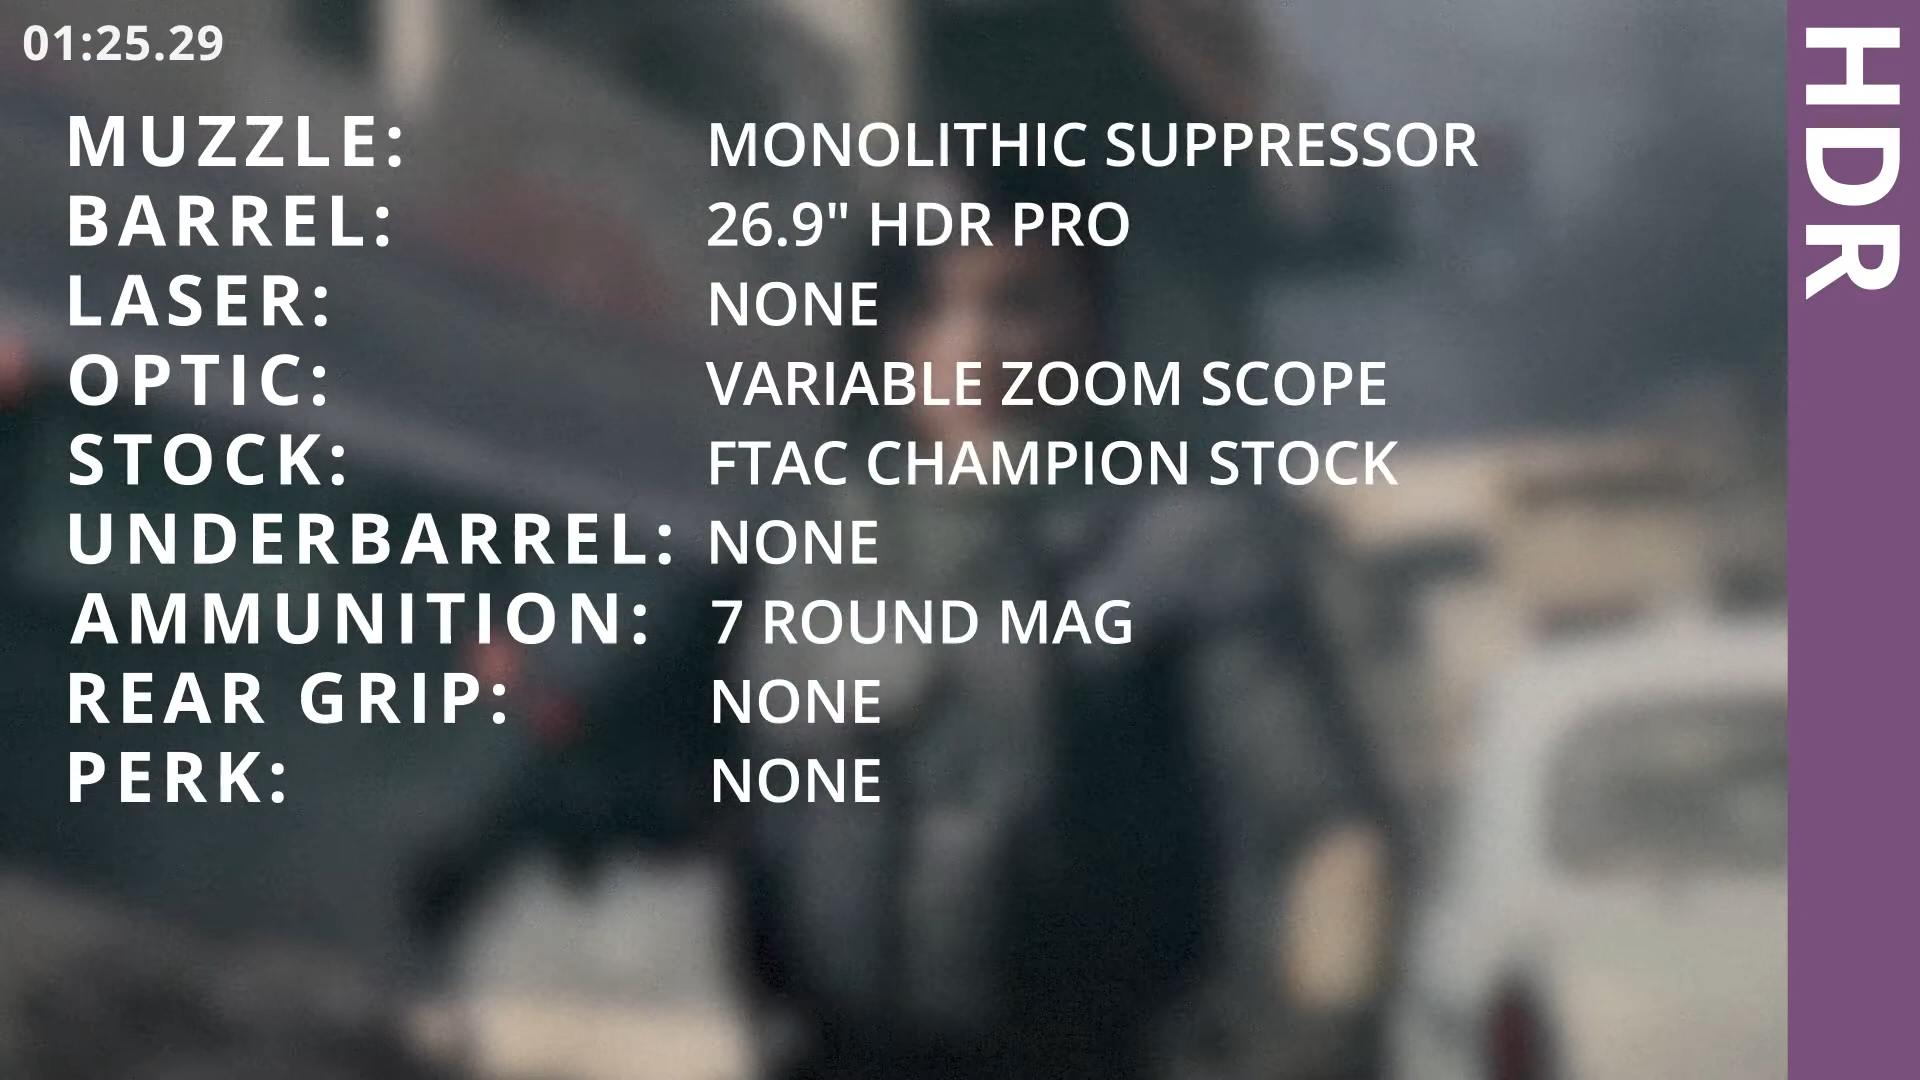 01:25.29
MUZZLE: MONOLITHIC SUPPRESSOR
BARREL: 26.9" HDR PRO
LASER: NONE
OPTIC: VARIABLE ZOOM SCOPE
STOCK: FTAC CHAMPION STOCK
UNDERBARREL: NONE
AMMUNITION: 7 ROUND MAG
REAR GRIP: NONE
PERK: NONE
HDR